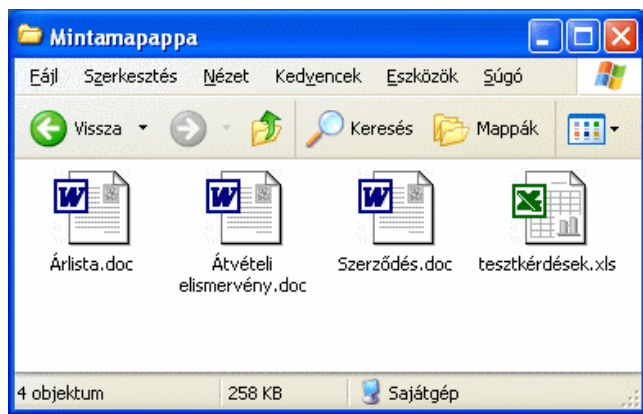 Mintamapappa
Fájl Szerkesztés Nézet Kedvencek Eszközök Súgó
Vissza Keresés Mappák
Árlista.doc Átvételi elismervény.doc Szerződés.doc tesztkérdések.xls
4 objektum 258 KB Sajátgép